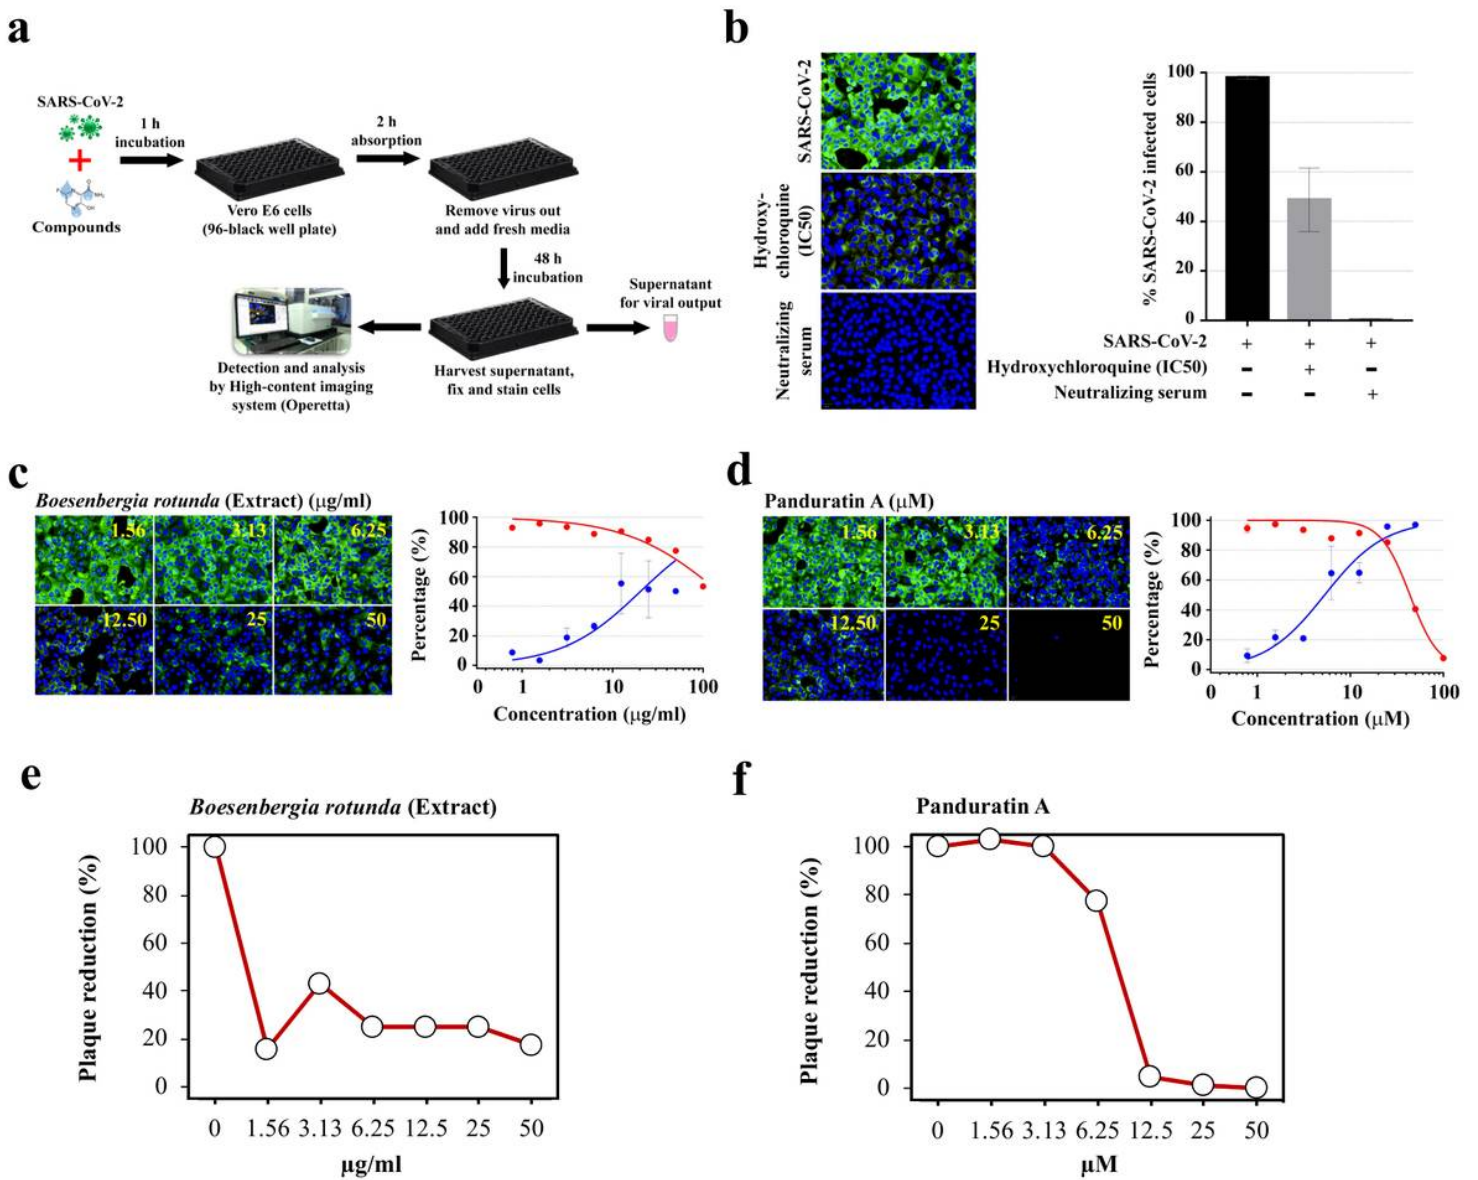 a
SARS-CoV-2
1 h
incubation
2 h
absorption
Compounds
Vero E6 cells
(96-black well plate)
Remove virus out
and add fresh media
48 h
incubation
Supernatant
for viral output
Detection and analysis
by High-content imaging
system (Operetta)
Harvest supernatant,
fix and stain cells
b
SARS-CoV-2
Hydroxy-
chloroquine
(IC50)
Neutralizing
serum
% SARS-CoV-2 infected cells
100
80
60
40
20
0
SARS-CoV-2 + + +
Hydroxychloroquine (IC50) - + -
Neutralizing serum - - +
c
Boesenbergia rotunda (Extract) (μg/ml)
1.56 3.13 6.25
12.50 25 50
Percentage (%)
100
80
60
40
20
0
0 1 10 100
Concentration (μg/ml)
d
Panduratin A (μM)
1.56 3.13 6.25
12.50 25 50
Percentage (%)
100
80
60
40
20
0
0 1 10 100
Concentration (μM)
e
Boesenbergia rotunda (Extract)
Plaque reduction (%)
100
80
60
40
20
0
0 1.56 3.13 6.25 12.5 25 50
μg/ml
f
Panduratin A
Plaque reduction (%)
100
80
60
40
20
0
0 1.56 3.13 6.25 12.5 25 50
μM